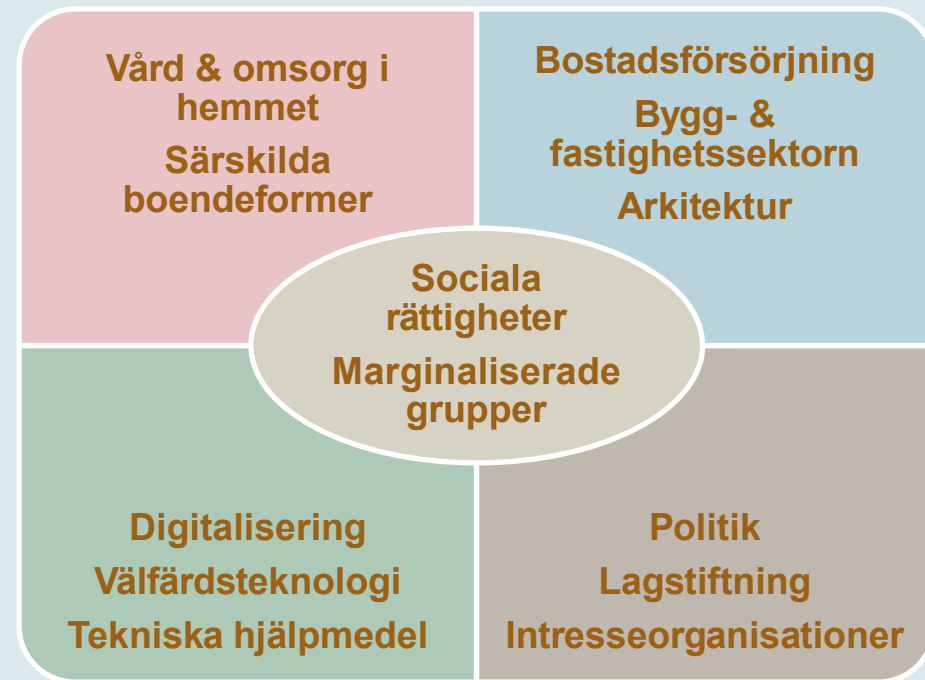 Vård & omsorg i
hemmet
Särskilda
boendeformer
Bostadsförsörjning
Bygg- &
fastighetssektorn
Arkitektur
Sociala
rättigheter
Marginaliserade
grupper
Digitalisering
Välfärdsteknologi
Tekniska hjälpmedel
Politik
Lagstiftning
Intresseorganisationer